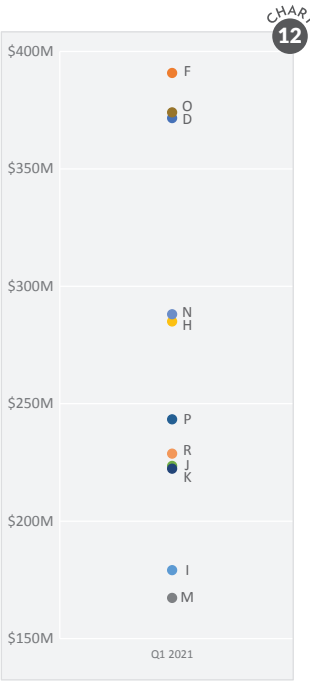 CHART
12
$400M
F
O
D
$350M
$300M
N
H
$250M
P
R
J
K
$200M
I
M
$150M
Q1 2021